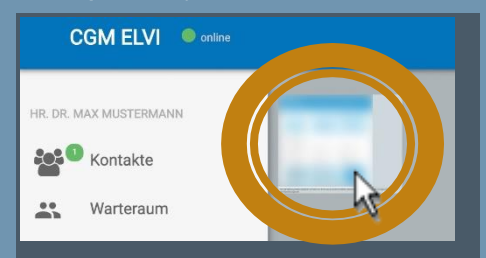 CGM ELVI
online
HR. DR. MAX MUSTERMANN
1
Kontakte
Warteraum